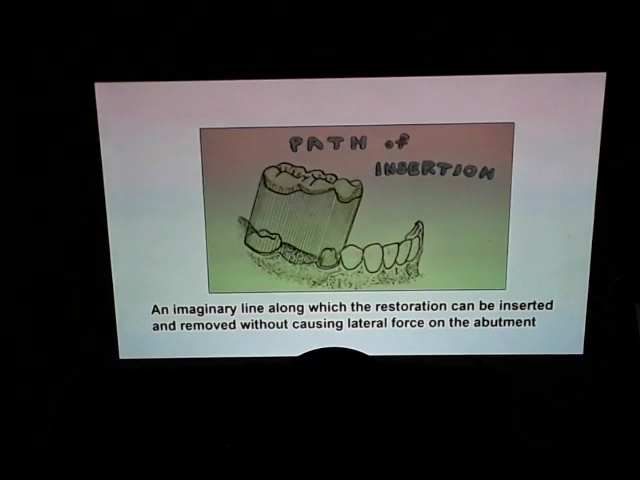 PATH of
INSERTION
An imaginary line along which the restoration can be inserted
and removed without causing lateral force on the abutment